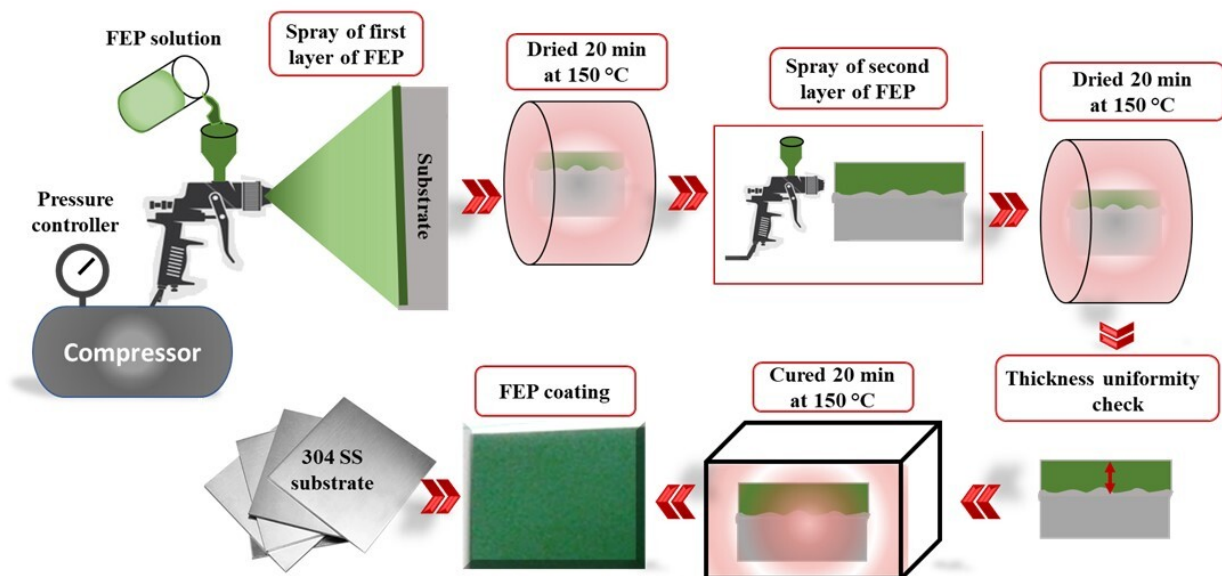 FEP solution
Spray of first
layer of FEP
Dried 20 min
at 150 °C
Spray of second
layer of FEP
Dried 20 min
at 150 °C
Substrate
Pressure
controller
Compressor
304 SS
substrate
FEP coating
Cured 20 min
at 150 °C
Thickness uniformity
check